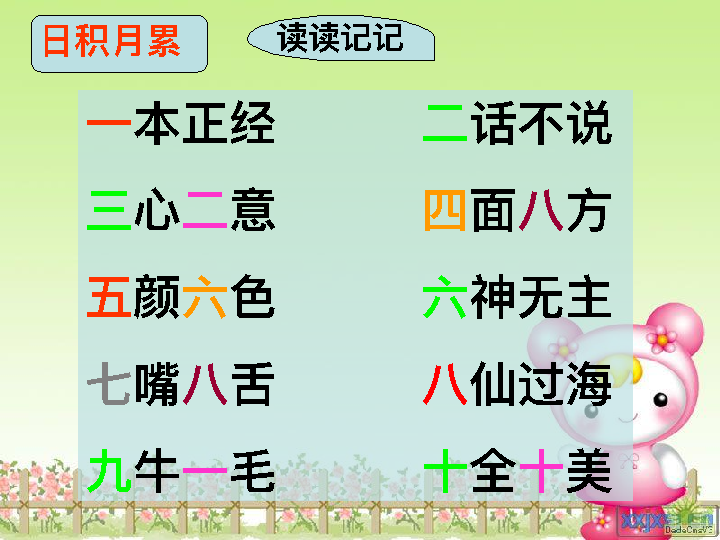 日积月累 读读记记
一本正经 二话不说
三心二意 四面八方
五颜六色 六神无主
七嘴八舌 八仙过海
九牛一毛 十全十美
DedeCmsV3